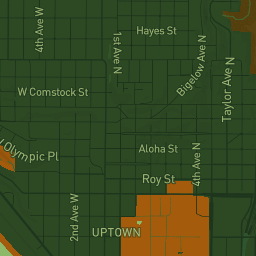 4th Ave W
1st Ave N
Hayes St
Bigelow Ave N
Taylor Ave N
W Comstock St
Olympic Pl
Aloha St
4th Ave N
Roy St
2nd Ave W
UPTOWN